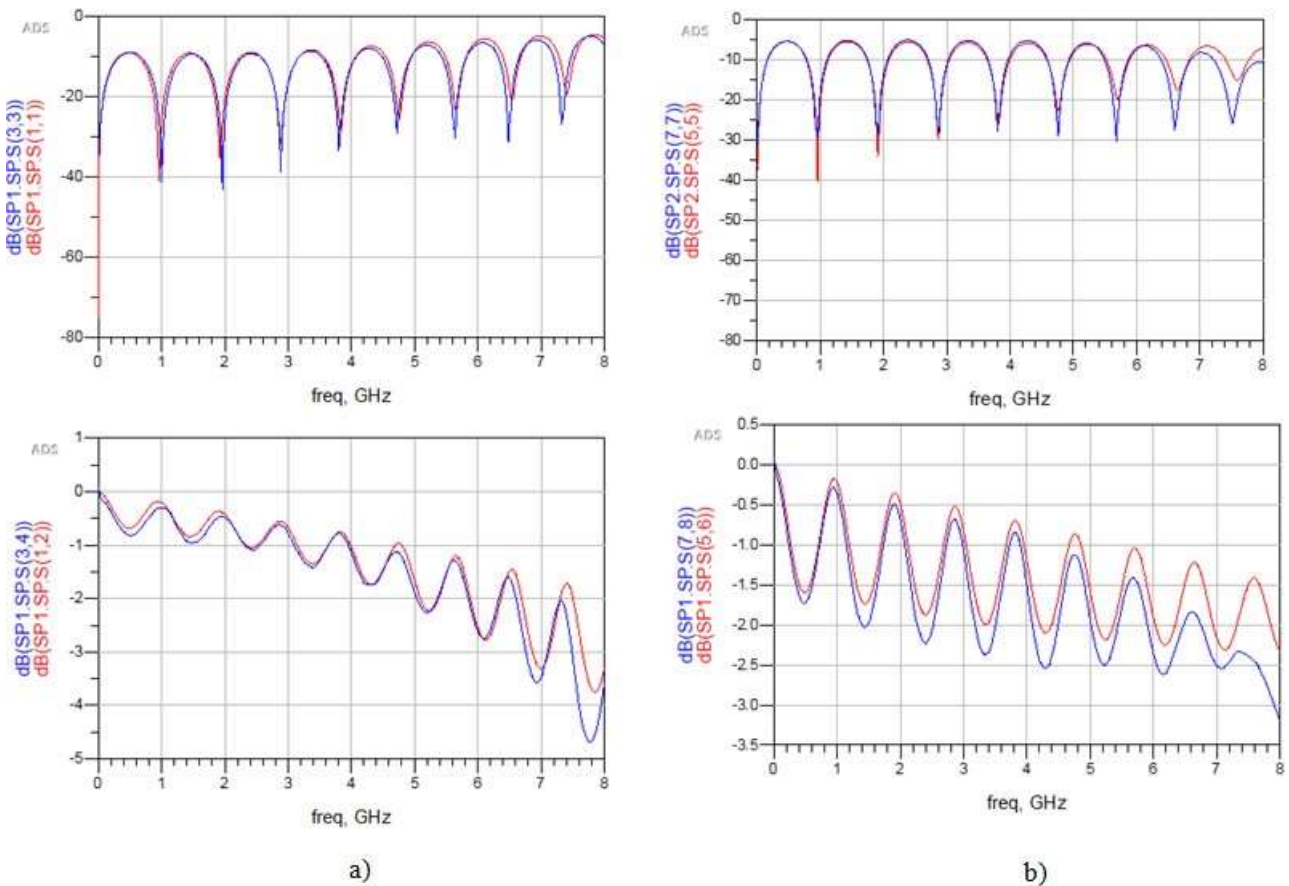 ADS
dB(SP1.SP.S(3,3))
dB(SP1.SP.S(1,1))
0
-20
-40
-60
-80
0 1 2 3 4 5 6 7 8
freq, GHz
ADS
dB(SP2.SP.S(7,7))
dB(SP2.SP.S(5,5))
0
-10
-20
-30
-40
-50
-60
-70
-80
0 1 2 3 4 5 6 7 8
freq, GHz
ADS
dB(SP1.SP.S(3,4))
dB(SP1.SP.S(1,2))
1
0
-1
-2
-3
-4
-5
0 1 2 3 4 5 6 7 8
freq, GHz
ADS
dB(SP1.SP.S(7,8))
dB(SP1.SP.S(5,6))
0.5
0.0
-0.5
-1.0
-1.5
-2.0
-2.5
-3.0
-3.5
0 1 2 3 4 5 6 7 8
freq, GHz
a)
b)